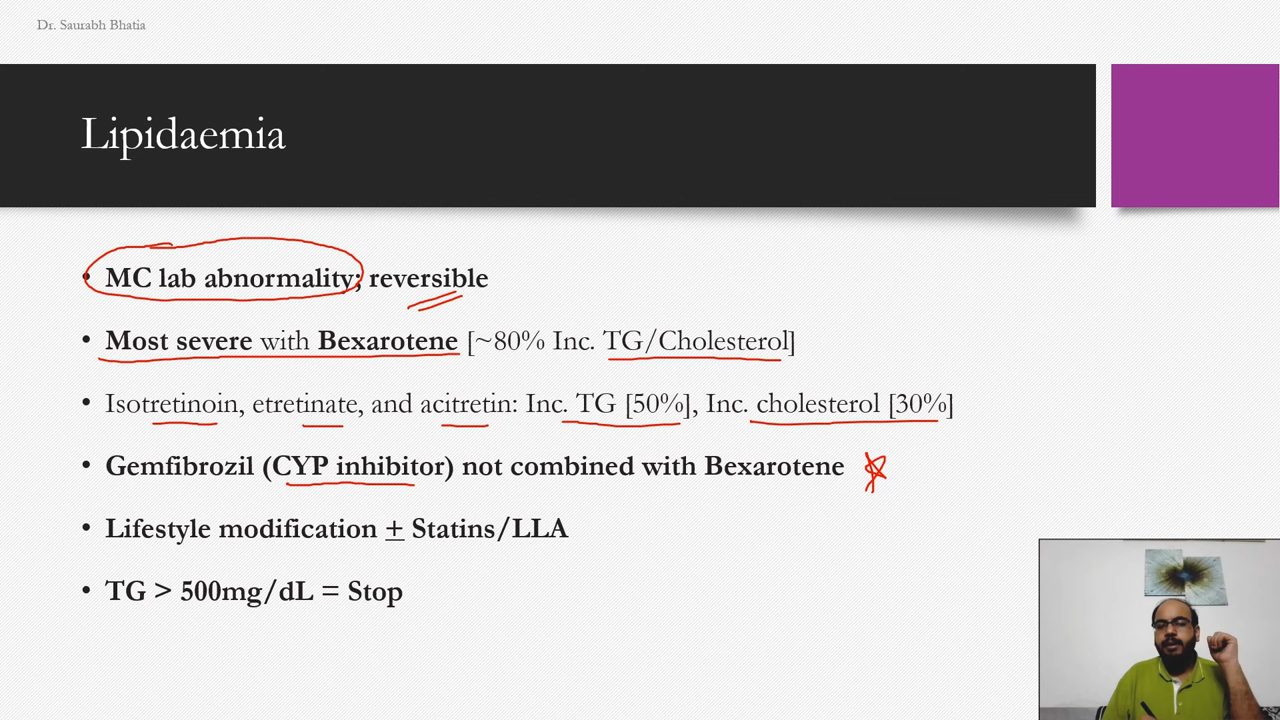 Dr. Saurabh Bhatia
Lipidaemia
• MC lab abnormality; reversible
• Most severe with Bexarotene [~80% Inc. TG/Cholesterol]
• Isotretinoin, etretinate, and acitretin: Inc. TG [50%], Inc. cholesterol [30%]
• Gemfibrozil (CYP inhibitor) not combined with Bexarotene
• Lifestyle modification ± Statins/LLA
• TG > 500mg/dL = Stop